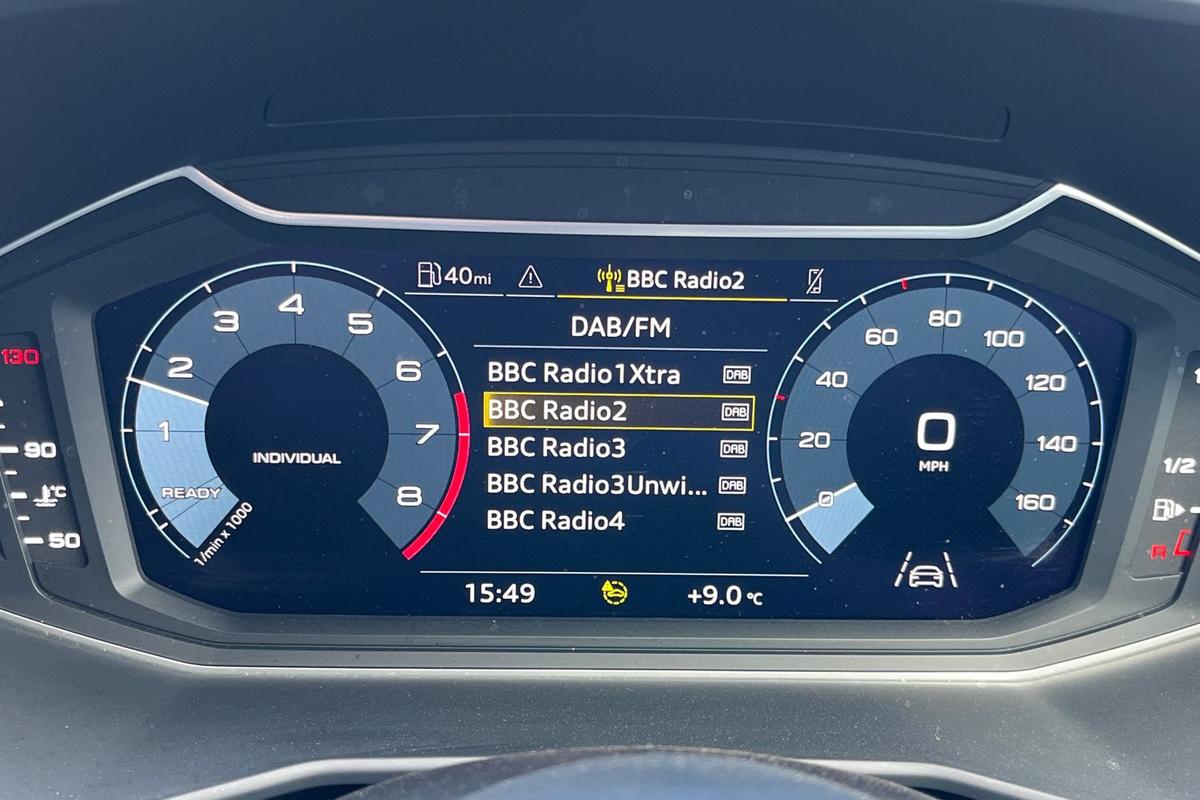 40mi
BBC Radio2
DAB/FM
BBC Radio1Xtra DAB
BBC Radio2 DAB
BBC Radio3 DAB
BBC Radio3Unwi... DAB
BBC Radio4 DAB
15:49
+9.0 °C
READY
1
2
3
4
5
6
7
8
1/min x 1000
INDIVIDUAL
0
20
40
60
80
100
120
140
160
0
MPH
130
90
°C
50
1/2
R